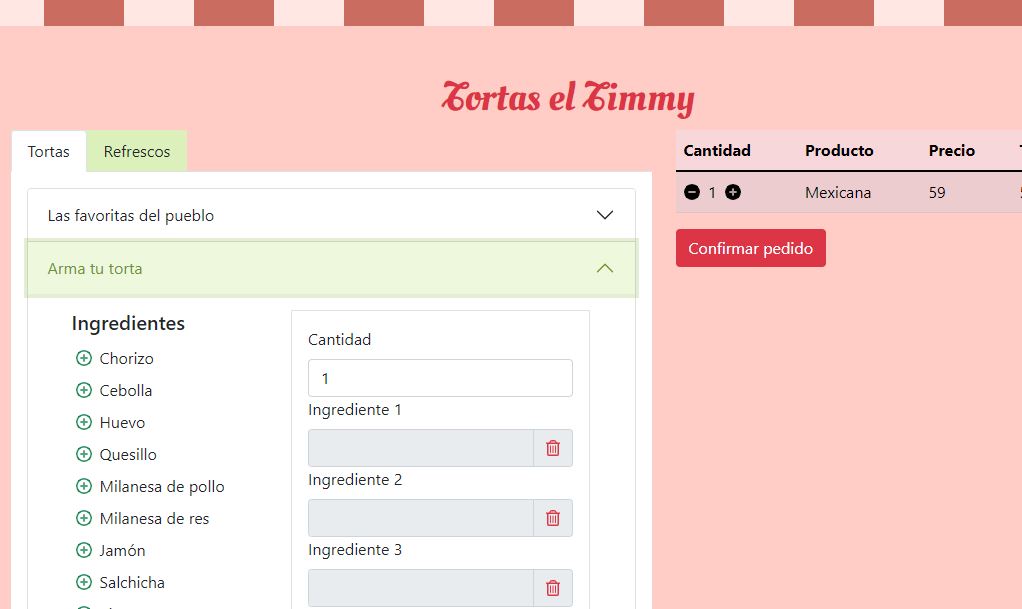 Tortas el Timmy
Tortas
Refrescos
Las favoritas del pueblo
Arma tu torta
Ingredientes
Chorizo
Cebolla
Huevo
Quesillo
Milanesa de pollo
Milanesa de res
Jamón
Salchicha
Cantidad
1
Ingrediente 1
Ingrediente 2
Ingrediente 3
Cantidad Producto Precio
1 Mexicana 59
Confirmar pedido